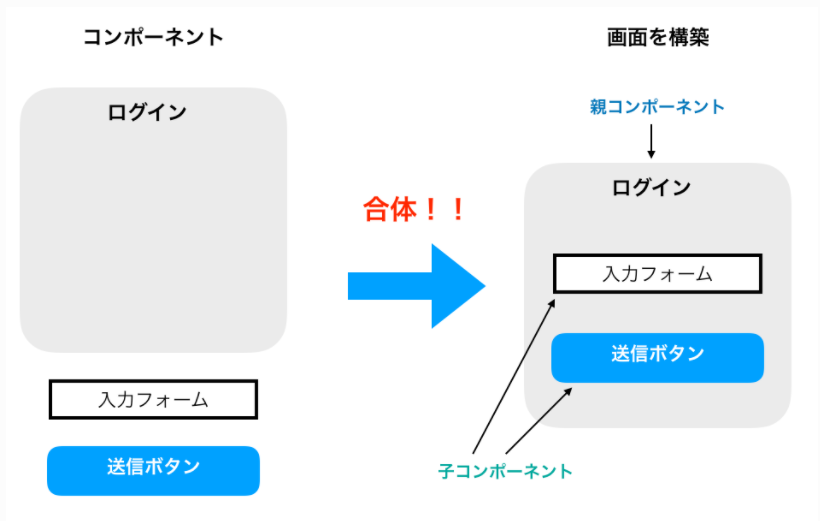 コンポーネント
ログイン
入力フォーム
送信ボタン
合体！！
画面を構築
親コンポーネント
ログイン
入力フォーム
送信ボタン
子コンポーネント